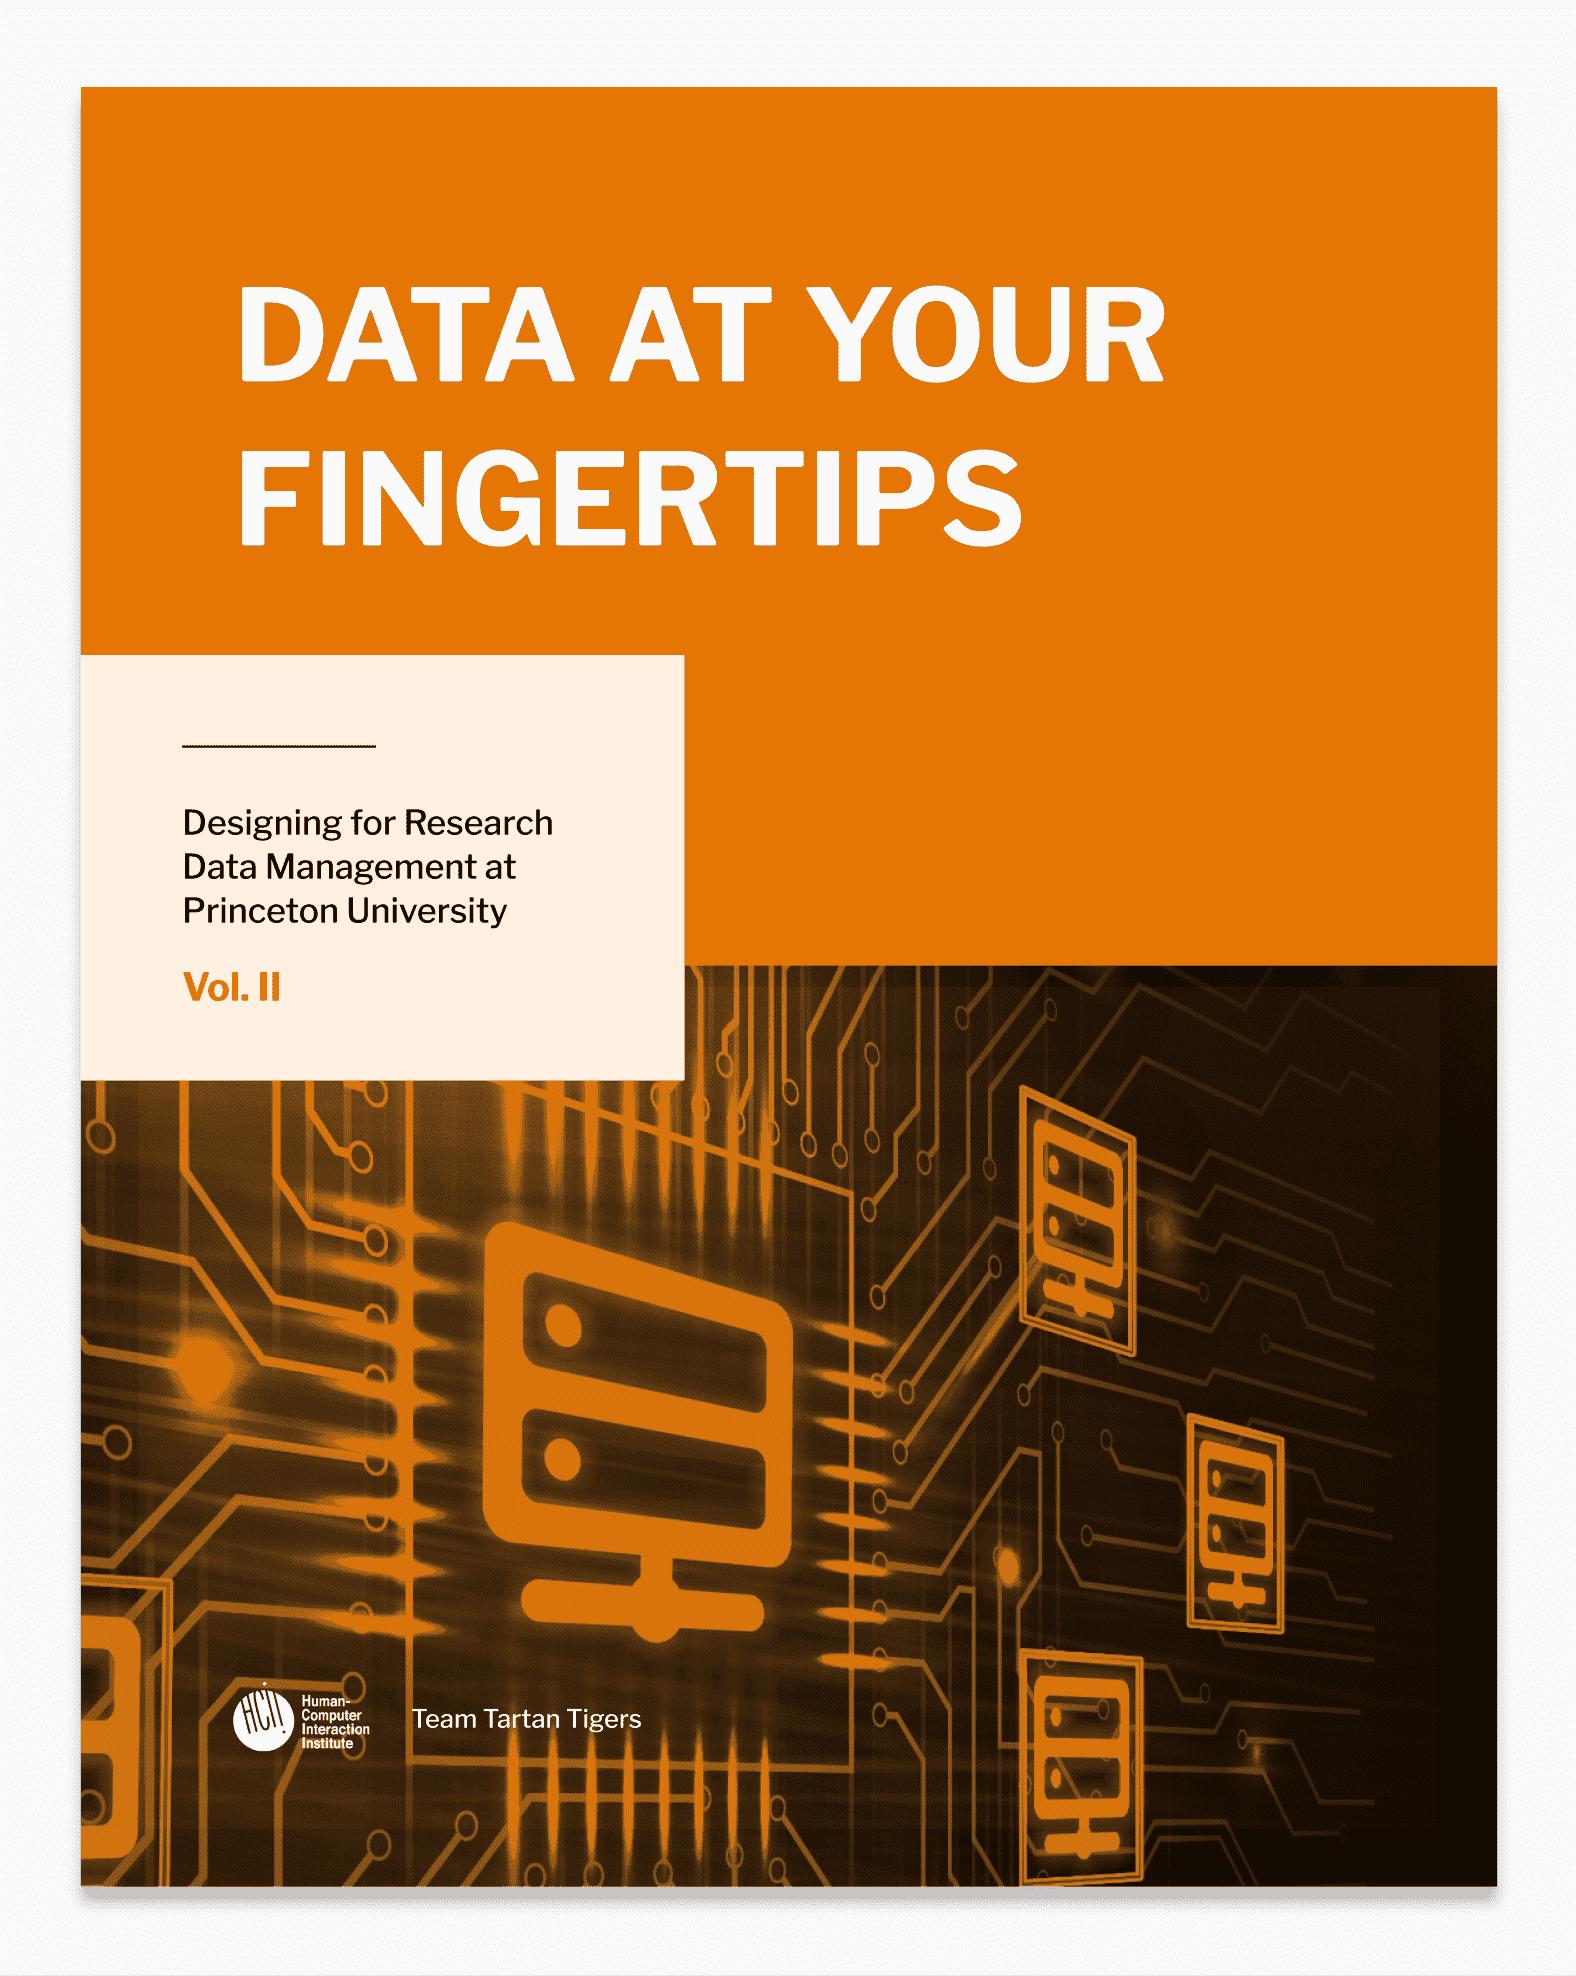 DATA AT YOUR
FINGERTIPS
Designing for Research
Data Management at
Princeton University
Vol. II
HCII
Human-
Computer
Interaction
Institute
Team Tartan Tigers